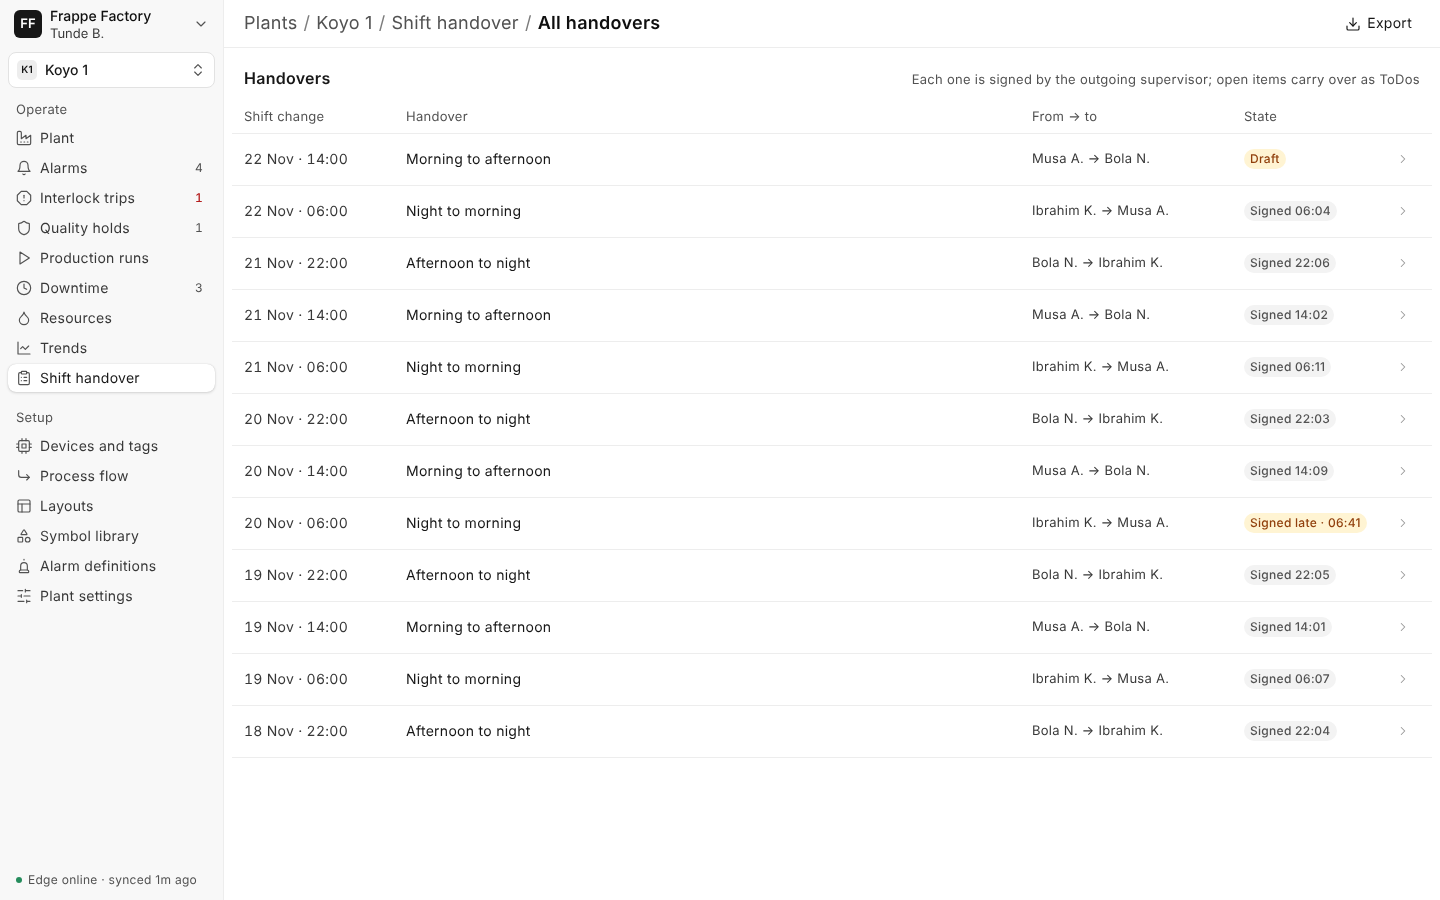 FF
Frappe Factory
Tunde B.
K1 Koyo 1
Operate
Plant
Alarms 4
Interlock trips 1
Quality holds 1
Production runs
Downtime 3
Resources
Trends
Shift handover
Setup
Devices and tags
Process flow
Layouts
Symbol library
Alarm definitions
Plant settings
Edge online · synced 1m ago
Plants / Koyo 1 / Shift handover / All handovers
Export
Handovers
Each one is signed by the outgoing supervisor; open items carry over as ToDos
Shift change Handover From → to State
22 Nov · 14:00 Morning to afternoon Musa A. → Bola N. Draft
22 Nov · 06:00 Night to morning Ibrahim K. → Musa A. Signed 06:04
21 Nov · 22:00 Afternoon to night Bola N. → Ibrahim K. Signed 22:06
21 Nov · 14:00 Morning to afternoon Musa A. → Bola N. Signed 14:02
21 Nov · 06:00 Night to morning Ibrahim K. → Musa A. Signed 06:11
20 Nov · 22:00 Afternoon to night Bola N. → Ibrahim K. Signed 22:03
20 Nov · 14:00 Morning to afternoon Musa A. → Bola N. Signed 14:09
20 Nov · 06:00 Night to morning Ibrahim K. → Musa A. Signed late · 06:41
19 Nov · 22:00 Afternoon to night Bola N. → Ibrahim K. Signed 22:05
19 Nov · 14:00 Morning to afternoon Musa A. → Bola N. Signed 14:01
19 Nov · 06:00 Night to morning Ibrahim K. → Musa A. Signed 06:07
18 Nov · 22:00 Afternoon to night Bola N. → Ibrahim K. Signed 22:04